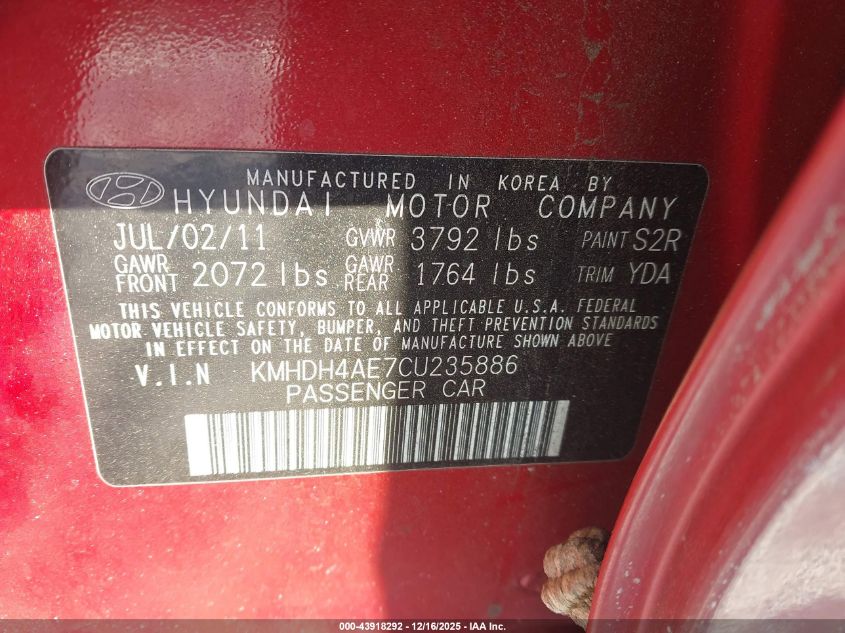 MANUFACTURED IN KOREA BY
HYUNDAI MOTOR COMPANY
JUL/02/11 GVWR 3792 lbs PAINT S2R
GAWR FRONT 2072 lbs GAWR REAR 1764 lbs TRIM YDA
THIS VEHICLE CONFORMS TO ALL APPLICABLE U.S.A. FEDERAL
MOTOR VEHICLE SAFETY, BUMPER, AND THEFT PREVENTION STANDARDS
IN EFFECT ON THE DATE OF MANUFACTURE SHOWN ABOVE
V.I.N KMHDH4AE7CU235886
PASSENGER CAR
000-43918292 - 12/16/2025 - IAA Inc.